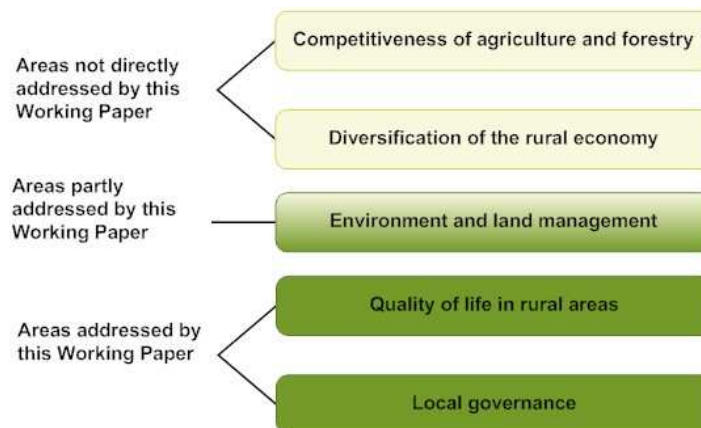 Areas not directly
addressed by this
Working Paper
Competitiveness of agriculture and forestry
Diversification of the rural economy
Areas partly
addressed by this
Working Paper
Environment and land management
Areas addressed by
this Working Paper
Quality of life in rural areas
Local governance